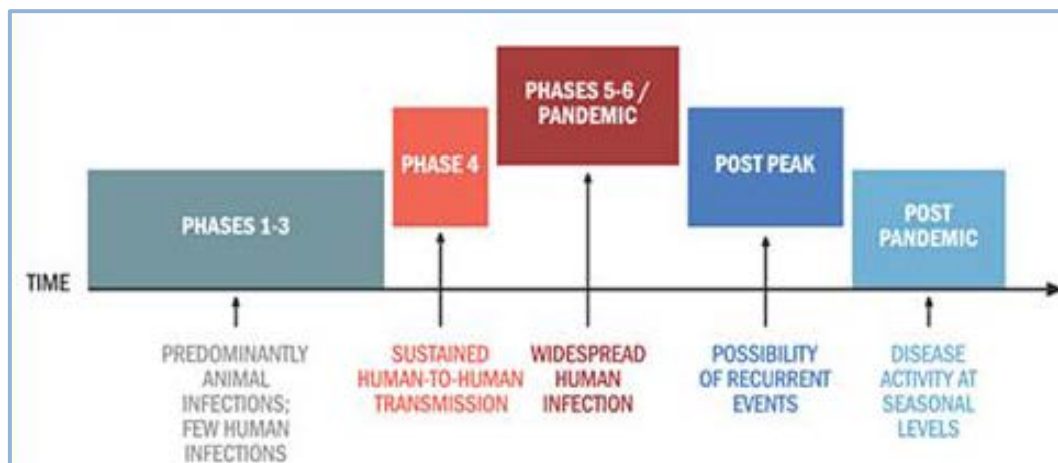 PHASES 5-6 /
PANDEMIC
PHASE 4
POST PEAK
PHASES 1-3
POST
PANDEMIC
TIME
PREDOMINANTLY
ANIMAL
INFECTIONS;
FEW HUMAN
INFECTIONS
SUSTAINED
HUMAN-TO-HUMAN
TRANSMISSION
WIDESPREAD
HUMAN
INFECTION
POSSIBILITY
OF RECURRENT
EVENTS
DISEASE
ACTIVITY AT
SEASONAL
LEVELS